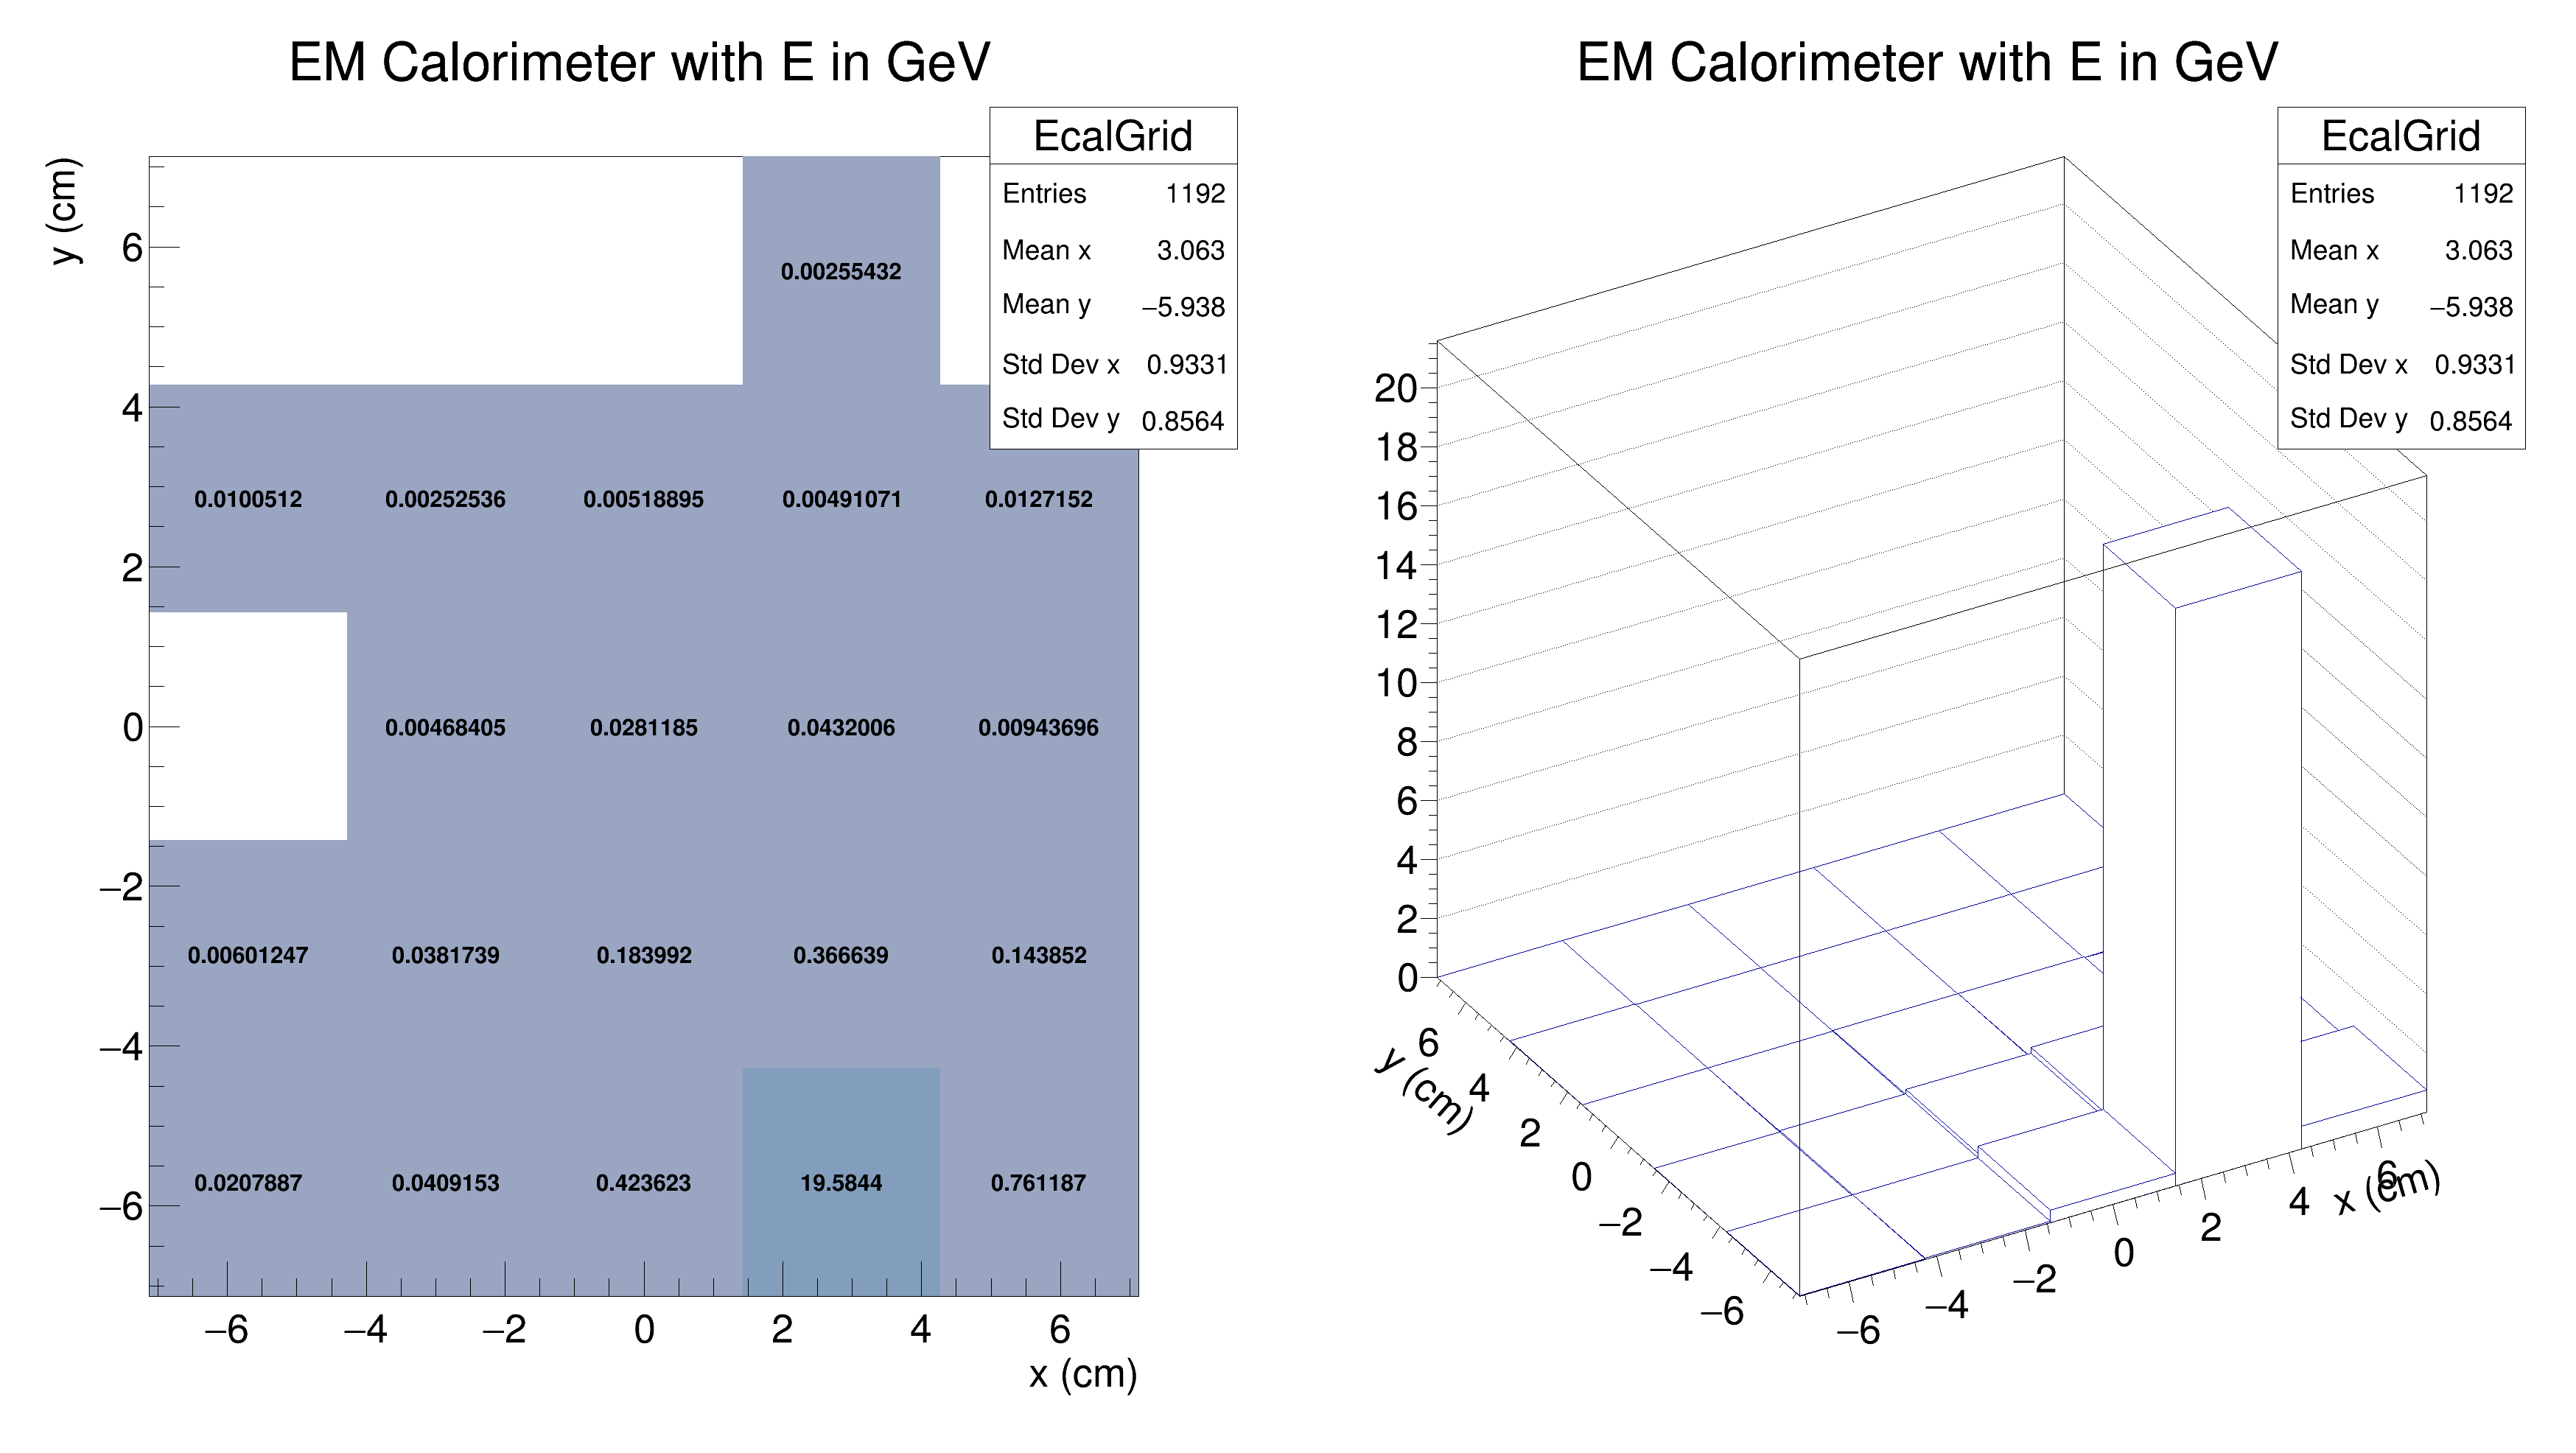 EM Calorimeter with E in GeV
EcalGrid
Entries 1192
Mean x 3.063
Mean y −5.938
Std Dev x 0.9331
Std Dev y 0.8564
y (cm)
6
4
2
0
−2
−4
−6
0.00255432
0.0100512 0.00252536 0.00518895 0.00491071 0.0127152
0.00468405 0.0281185 0.0432006 0.00943696
0.00601247 0.0381739 0.183992 0.366639 0.143852
0.0207887 0.0409153 0.423623 19.5844 0.761187
−6 −4 −2 0 2 4 6
x (cm)
EM Calorimeter with E in GeV
EcalGrid
Entries 1192
Mean x 3.063
Mean y −5.938
Std Dev x 0.9331
Std Dev y 0.8564
20
18
16
14
12
10
8
6
4
2
0
6
4
2
0
−2
−4
−6
y (cm)
−6
−4
−2
0
2
4
6
x (cm)